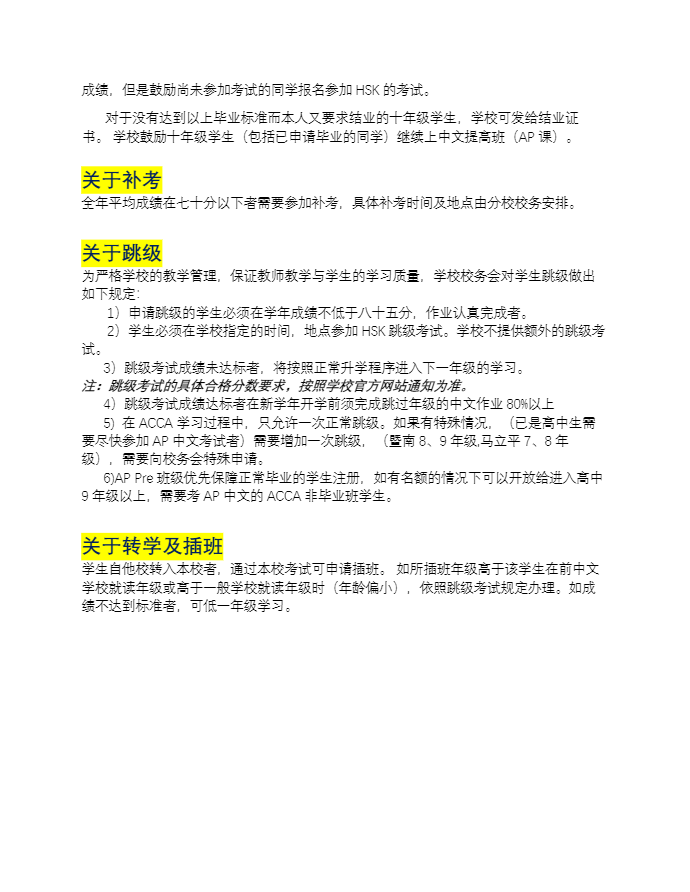 成绩，但是鼓励尚未参加考试的同学报名参加 HSK 的考试。
对于没有达到以上毕业标准而本人又要求结业的十年级学生，学校可发给结业证
书。 学校鼓励十年级学生（包括已申请毕业的同学）继续上中文提高班（AP 课）。
关于补考
全年平均成绩在七十分以下者需要参加补考，具体补考时间及地点由分校校务安排。
关于跳级
为严格学校的教学管理，保证教师教学与学生的学习质量，学校校务会对学生跳级做出
如下规定：
1）申请跳级的学生必须在学年成绩不低于八十五分，作业认真完成者。
2）学生必须在学校指定的时间，地点参加 HSK 跳级考试。学校不提供额外的跳级考
试。
3）跳级考试成绩未达标者，将按照正常升学程序进入下一年级的学习。
注：跳级考试的具体合格分数要求，按照学校官方网站通知为准。
4）跳级考试成绩达标者在新学年开学前须完成跳过年级的中文作业 80%以上
5）在 ACCA 学习过程中，只允许一次正常跳级。如果有特殊情况，（已是高中生需
要尽快参加 AP 中文考试者）需要增加一次跳级，（暨南 8、9 年级,马立平 7、8 年
级），需要向校务会特殊申请。
6)AP Pre 班级优先保障正常毕业的学生注册，如有名额的情况下可以开放给进入高中
9 年级以上，需要考 AP 中文的 ACCA 非毕业班学生。
关于转学及插班
学生自他校转入本校者，通过本校考试可申请插班。 如所插班年级高于该学生在前中文
学校就读年级或高于一般学校就读年级时（年龄偏小），依照跳级考试规定办理。如成
绩不达到标准者，可低一年级学习。